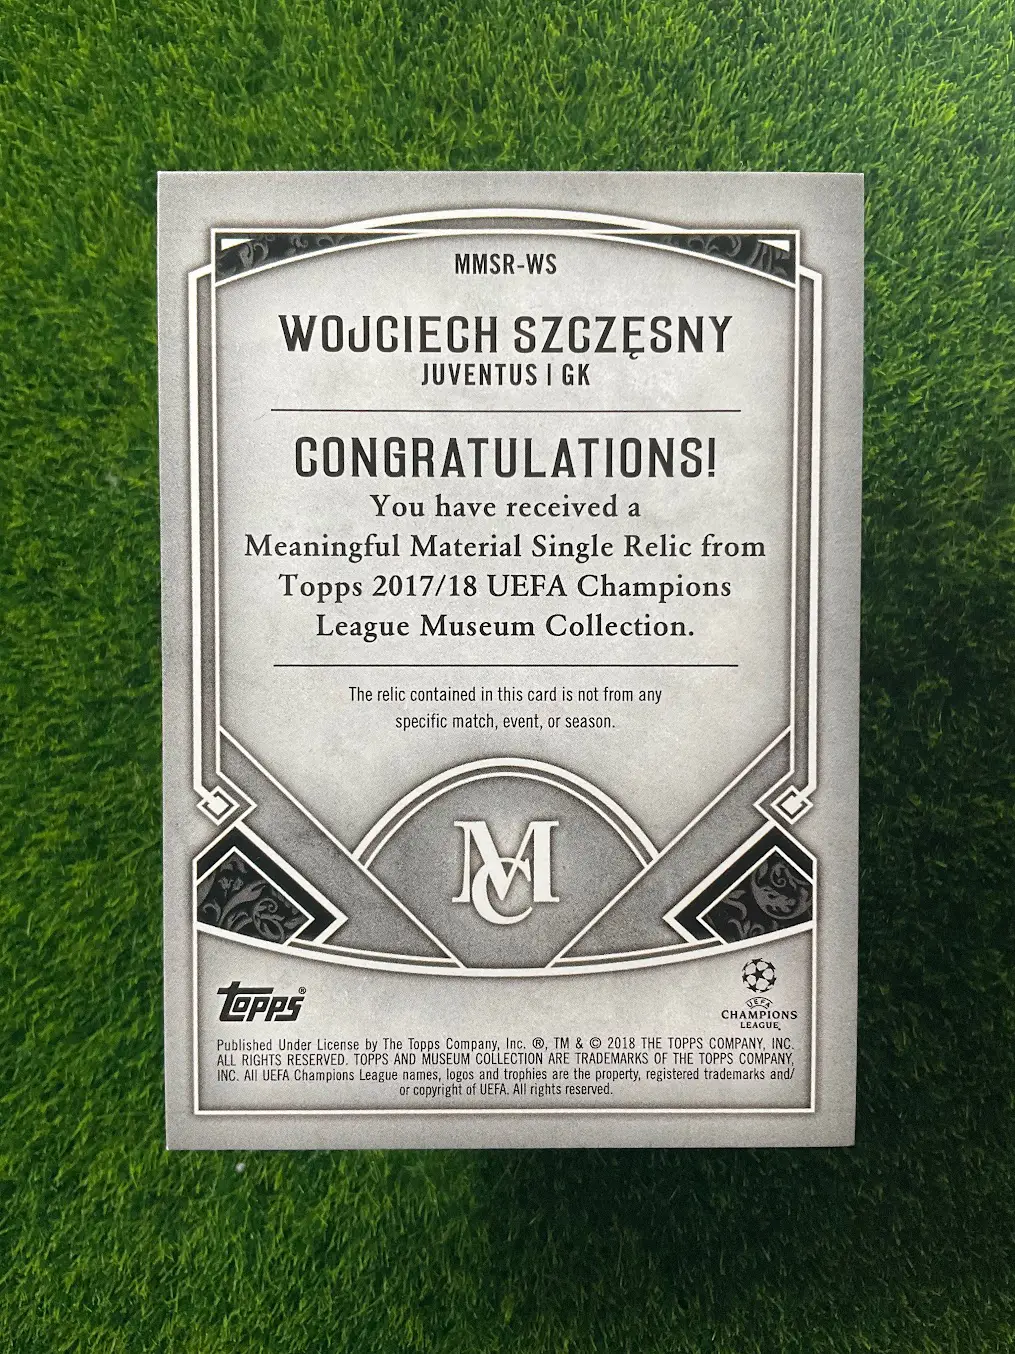 MMSR-WS
WOJCIECH SZCZĘSNY
JUVENTUS | GK
CONGRATULATIONS!
You have received a
Meaningful Material Single Relic from
Topps 2017/18 UEFA Champions
League Museum Collection.
The relic contained in this card is not from any
specific match, event, or season.
MC
topps®
UEFA
CHAMPIONS
LEAGUE
Published Under License by The Topps Company, Inc. ®, TM & © 2018 THE TOPPS COMPANY, INC.
ALL RIGHTS RESERVED. TOPPS AND MUSEUM COLLECTION ARE TRADEMARKS OF THE TOPPS COMPANY,
INC. All UEFA Champions League names, logos and trophies are the property, registered trademarks and/
or copyright of UEFA. All rights reserved.